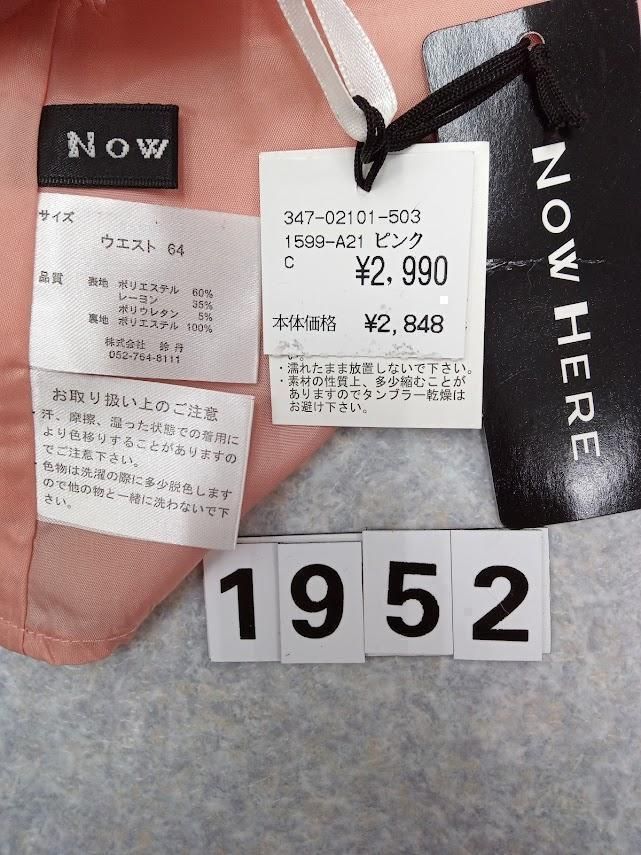 Now
サイズ
ウエスト 64
品質 表地 ポリエステル 60%
レーヨン 35%
ポリウレタン 5%
裏地 ポリエステル 100%
株式会社 鈴丹
052-764-8111
お取り扱い上のご注意
・汗、摩擦、湿った状態での着用に
より色移りすることがありますの
でご注意下さい。
・色物は洗濯の際に多少脱色します
ので他の物と一緒に洗わないで下
さい。
347-02101-503
1599-A21 ピンク
C
¥2,990
本体価格 ¥2,848
い。
・濡れたまま放置しないで下さい。
・素材の性質上、多少縮むことが
ありますのでタンブラー乾燥は
お避け下さい。
NOW HERE
1952